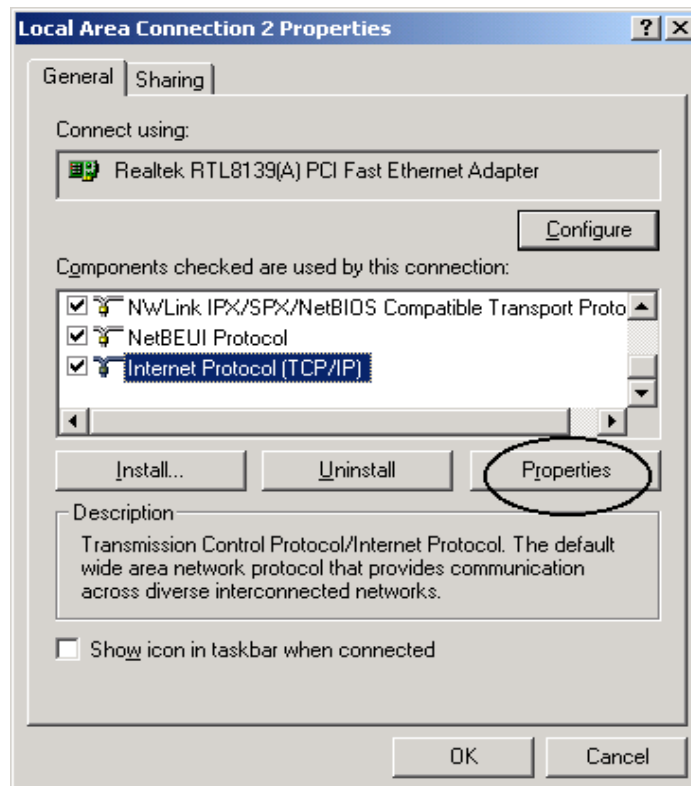 Local Area Connection 2 Properties
General Sharing
Connect using:
Realtek RTL8139(A) PCI Fast Ethernet Adapter
Configure
Components checked are used by this connection:
NWLink IPX/SPX/NetBIOS Compatible Transport Proto
NetBEUI Protocol
Internet Protocol (TCP/IP)
Install... Uninstall Properties
Description
Transmission Control Protocol/Internet Protocol. The default
wide area network protocol that provides communication
across diverse interconnected networks.
Show icon in taskbar when connected
OK Cancel